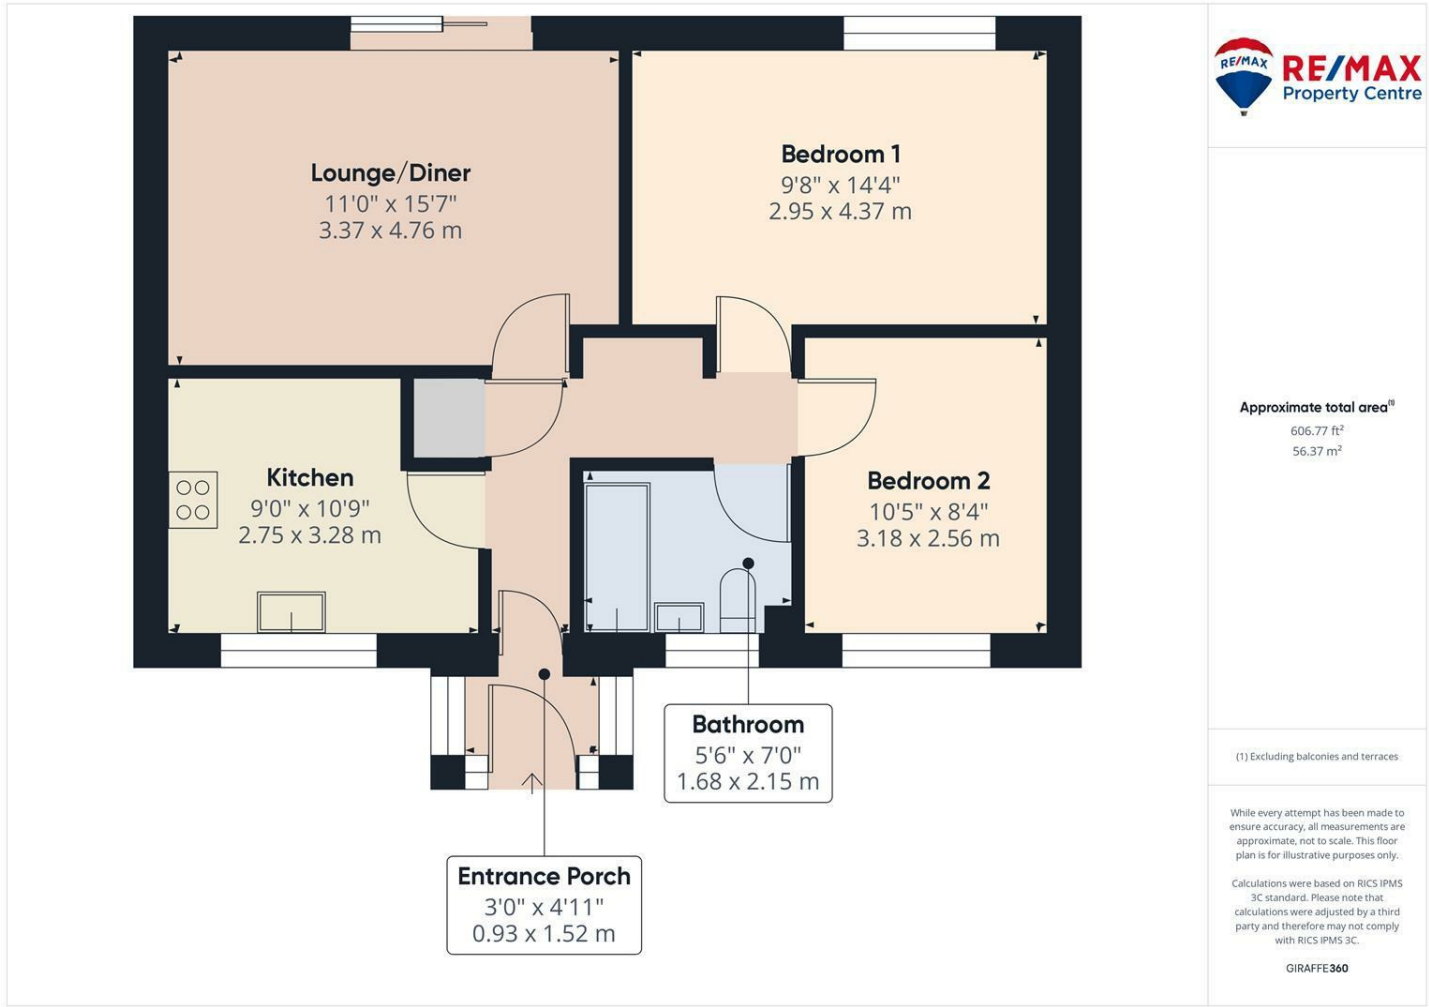 Lounge/Diner
11'0" x 15'7"
3.37 x 4.76 m
Bedroom 1
9'8" x 14'4"
2.95 x 4.37 m
Kitchen
9'0" x 10'9"
2.75 x 3.28 m
Bedroom 2
10'5" x 8'4"
3.18 x 2.56 m
Bathroom
5'6" x 7'0"
1.68 x 2.15 m
Entrance Porch
3'0" x 4'11"
0.93 x 1.52 m
RE/MAX
RE/MAX
Property Centre
Approximate total area(1)
606.77 ft²
56.37 m²
(1) Excluding balconies and terraces
While every attempt has been made to
ensure accuracy, all measurements are
approximate, not to scale. This floor
plan is for illustrative purposes only.
Calculations were based on RICS IPMS
3C standard. Please note that
calculations were adjusted by a third
party and therefore may not comply
with RICS IPMS 3C.
GIRAFFE360